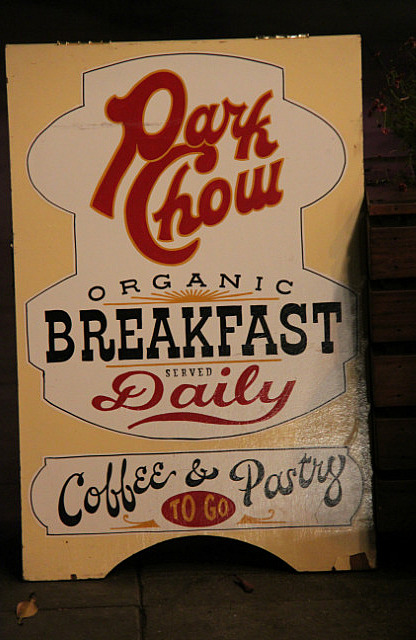 Park
Chow
ORGANIC
BREAKFAST
SERVED
Daily
Coffee & Pastry
TO GO